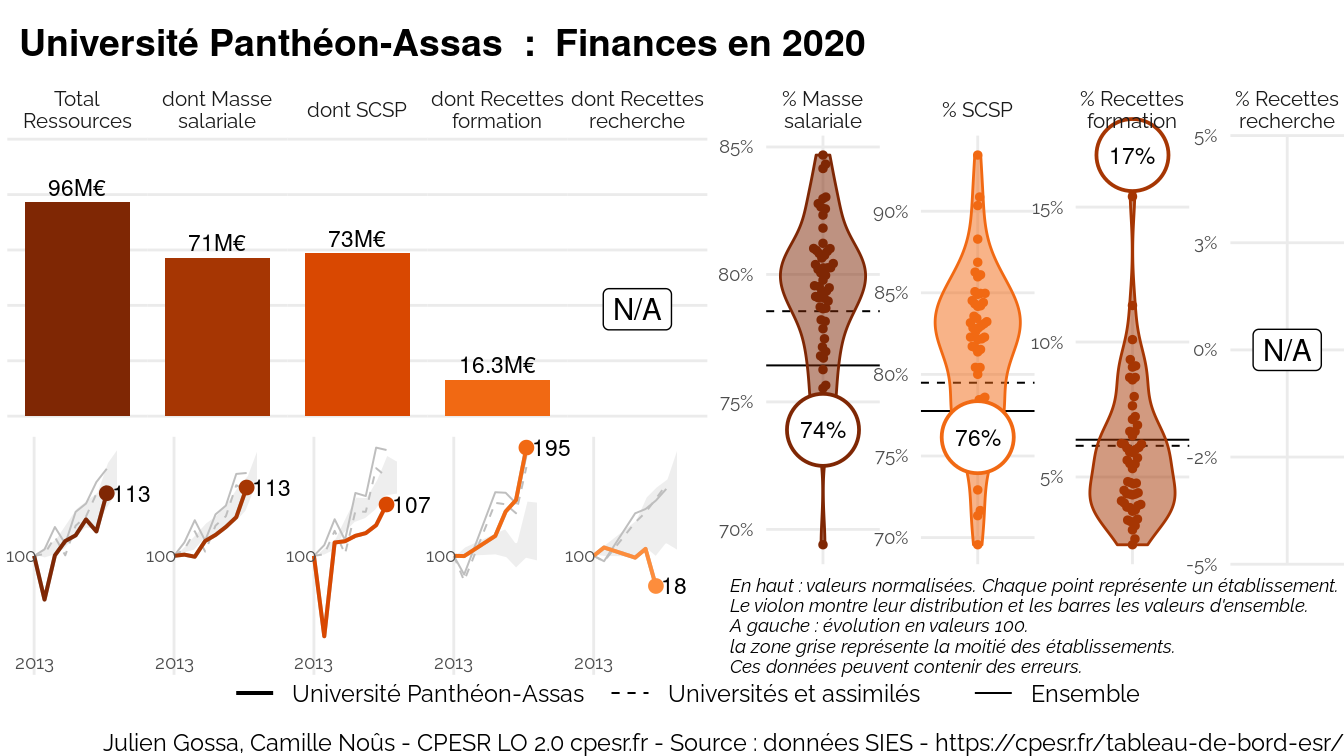 Université Panthéon-Assas : Finances en 2020
Total
Ressources
dont Masse
salariale
dont SCSP
dont Recettes
formation
dont Recettes
recherche
96M€
71M€
73M€
16.3M€
N/A
100
113
2013
100
113
2013
100
107
2013
100
195
2013
100
18
2013
% Masse
salariale
85%
80%
75%
70%
74%
% SCSP
90%
85%
80%
75%
70%
76%
% Recettes
formation
15%
10%
5%
17%
% Recettes
recherche
5%
3%
0%
-2%
-5%
N/A
En haut : valeurs normalisées. Chaque point représente un établissement.
Le violon montre leur distribution et les barres les valeurs d'ensemble.
A gauche : évolution en valeurs 100.
la zone grise représente la moitié des établissements.
Ces données peuvent contenir des erreurs.
Université Panthéon-Assas
Universités et assimilés
Ensemble
Julien Gossa, Camille Noûs - CPESR LO 2.0 cpesr.fr - Source : données SIES - https://cpesr.fr/tableau-de-bord-esr/